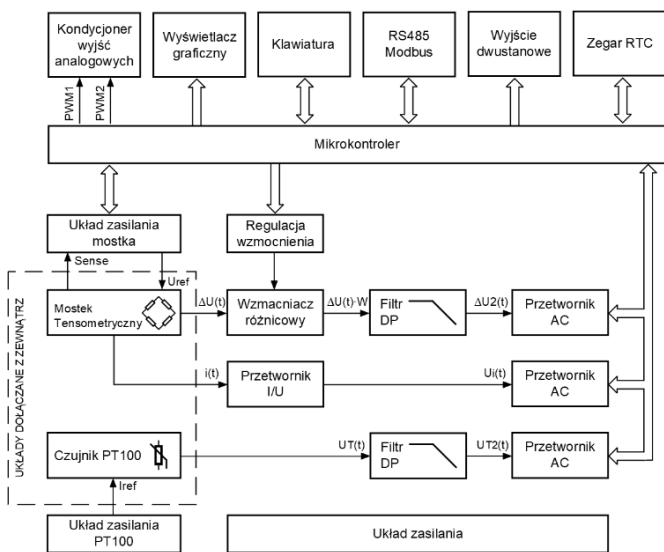 Kondycjoner
wyjść
analogowych
Wyświetlacz
graficzny
Klawiatura
RS485
Modbus
Wyjście
dwustanowe
Zegar RTC
PWM1
PWM2
Mikrokontroler
Układ zasilania
mostka
Regulacja
wzmocnienia
Sense
Uref
UKŁADY DOŁĄCZANE Z ZEWNĄTRZ
Mostek
Tensometryczny
ΔU(t)
Wzmacniacz
różnicowy
ΔU(t)·W
Filtr
DP
ΔU2(t)
Przetwornik
AC
i(t)
Przetwornik
I/U
Ui(t)
Przetwornik
AC
Czujnik PT100
UT(t)
Filtr
DP
UT2(t)
Przetwornik
AC
Iref
Układ zasilania
PT100
Układ zasilania